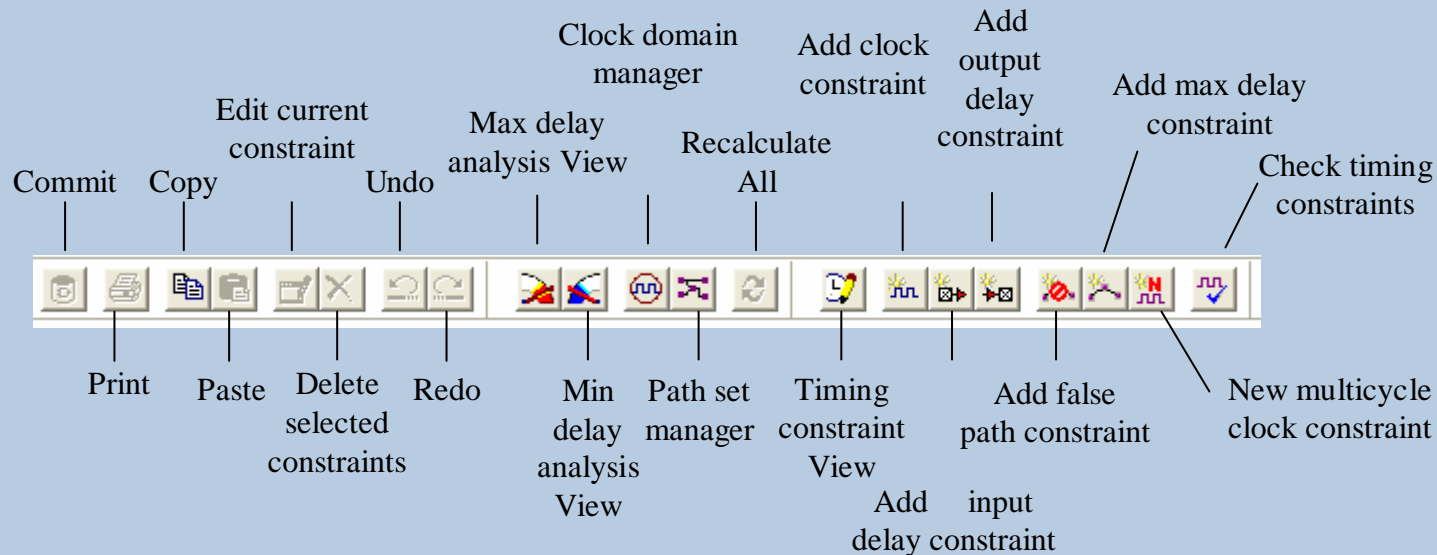 Commit
Copy
Edit current
constraint
Undo
Max delay
analysis View
Clock domain
manager
Recalculate
All
Add clock
constraint
Add
output
delay
constraint
Add max delay
constraint
Check timing
constraints
N
Print
Paste
Delete
selected
constraints
Redo
Min
delay
analysis
View
Path set
manager
Timing
constraint
View
Add input
delay constraint
Add false
path constraint
New multicycle
clock constraint